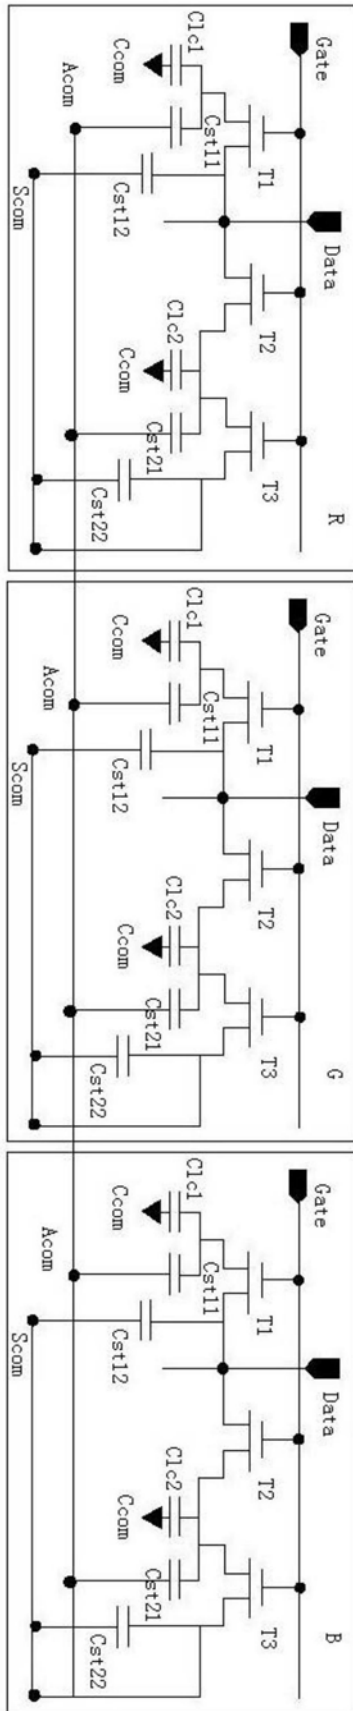 Gate
Data
R
T1
T2
T3
Clc1
Cst11
Clc2
Ccom
Ccom
Cst12
Cst21
Cst22
Acom
Scom
Gate
Data
G
T1
T2
T3
Clc1
Cst11
Clc2
Ccom
Ccom
Cst12
Cst21
Cst22
Acom
Scom
Gate
Data
B
T1
T2
T3
Clc1
Cst11
Clc2
Ccom
Ccom
Cst12
Cst21
Cst22
Acom
Scom